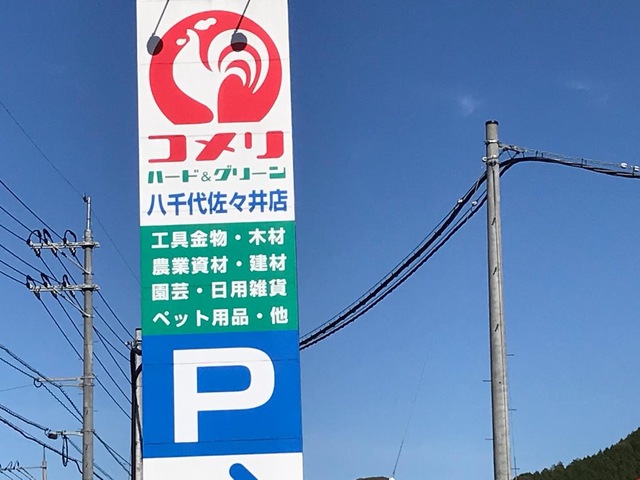 コメリ
ハード&グリーン
八千代佐々井店
工具金物・木材
農業資材・建材
園芸・日用雑貨
ペット用品・他
P